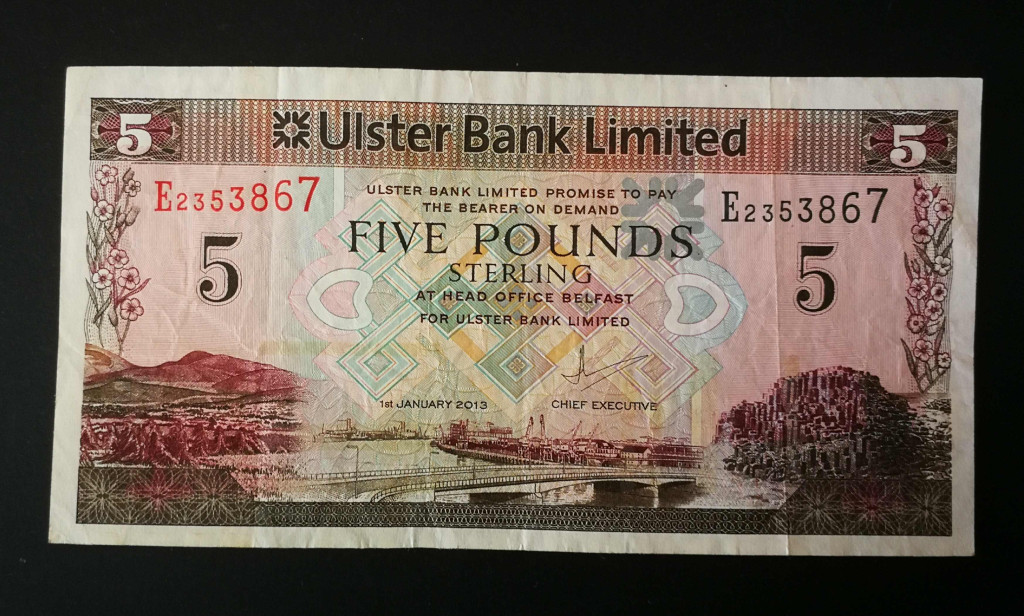 5 Ulster Bank Limited 5
E2353867 E2353867
ULSTER BANK LIMITED PROMISE TO PAY
THE BEARER ON DEMAND
5 FIVE POUNDS 5
STERLING
AT HEAD OFFICE BELFAST
FOR ULSTER BANK LIMITED
1st JANUARY 2013 CHIEF EXECUTIVE